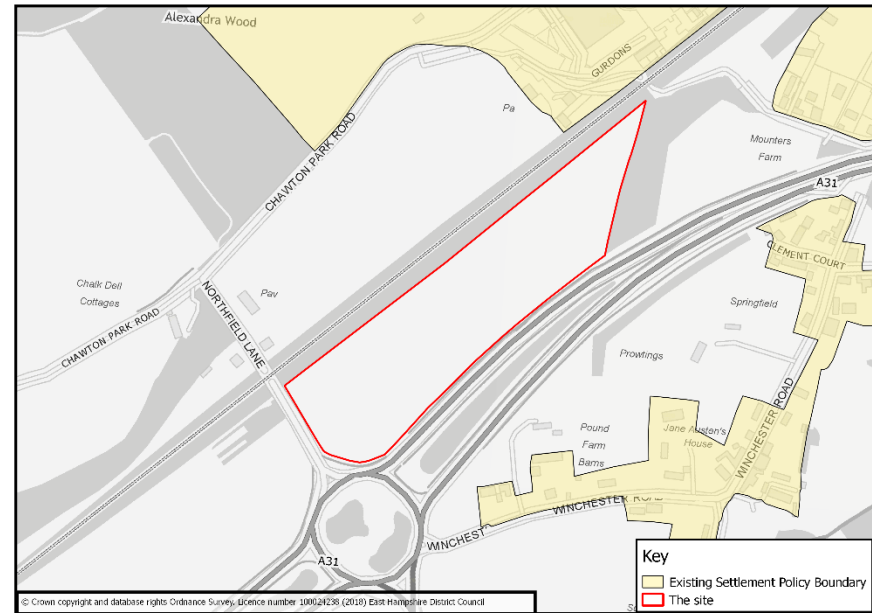 Alexandra Wood
GURDONS
CHAWTON PARK ROAD
Pa
Mounters
Farm
A31
CLEMENT COURT
Chalk Dell
Cottages
Pav
NORTHFIELD LANE
CHAWTON PARK ROAD
Springfield
Prowtings
WINCHESTER ROAD
Jane Austen's
House
Pound
Farm
Barns
WINCHESTER ROAD
WINCHEST
WINCHESTER ROAD
A31
Key
Existing Settlement Policy Boundary
The site
© Crown copyright and database rights Ordnance Survey. Licence number 100024238 (2018) East Hampshire District Council